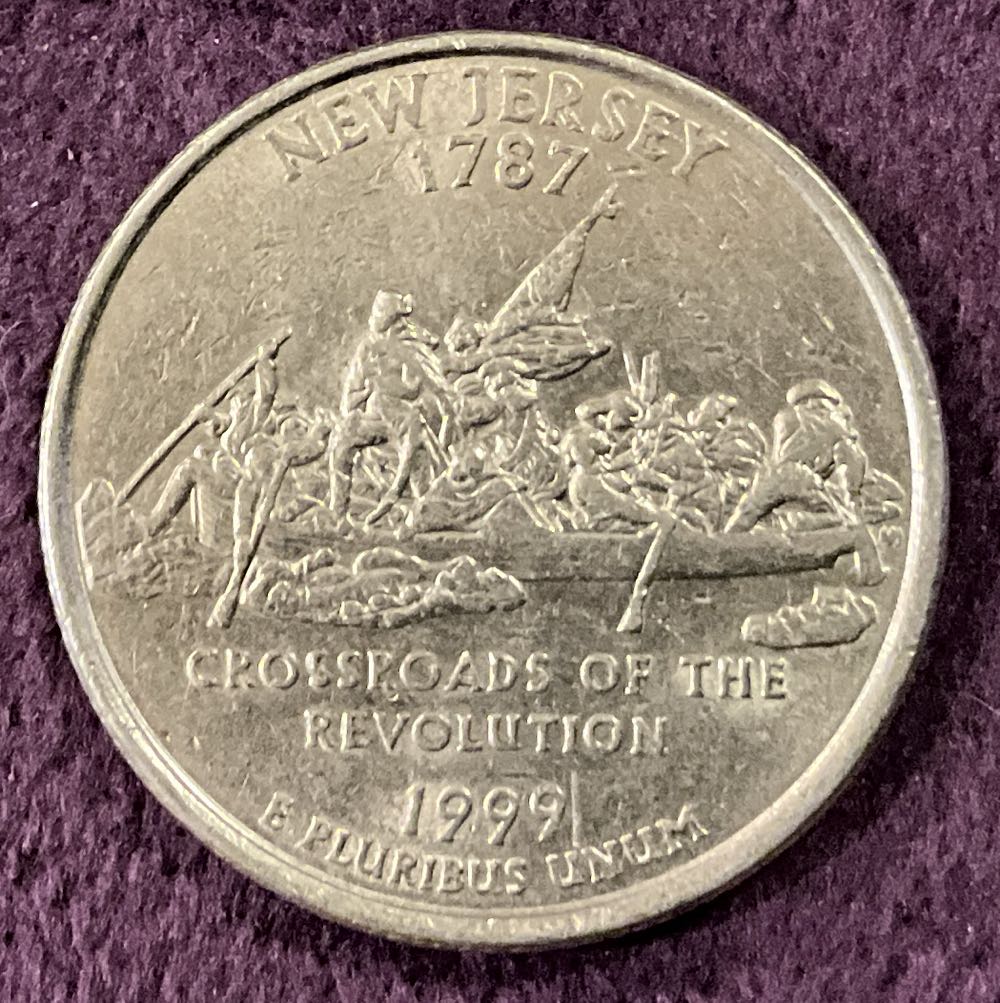 NEW JERSEY
1787
CROSSROADS OF THE
REVOLUTION
1999
E PLURIBUS UNUM